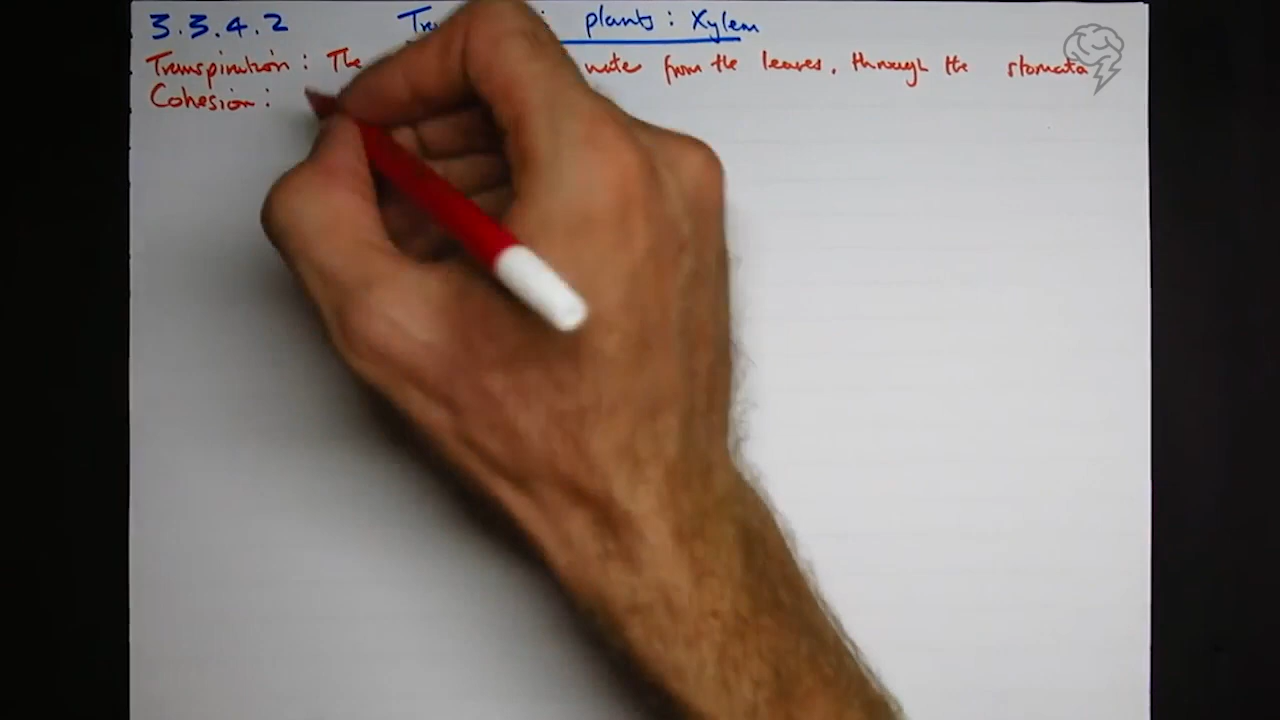 3.3.4.2 plants: Xylem
Transpiration: The water from the leaves, through the stomata
Cohesion: